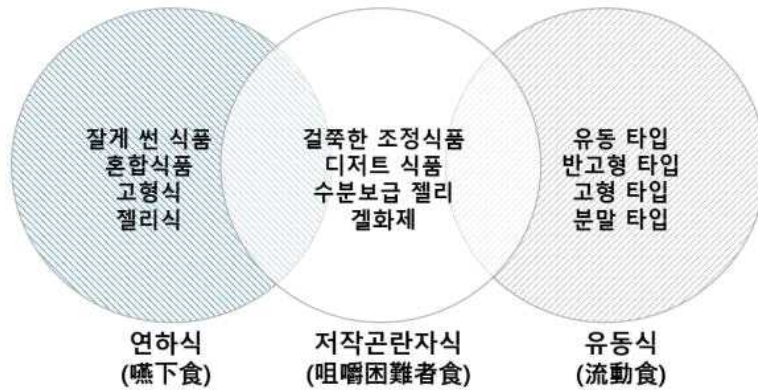 잘게 썬 식품
혼합식품
고형식
젤리식
걸쭉한 조정식품
디저트 식품
수분보급 젤리
겔화제
유동 타입
반고형 타입
고형 타입
분말 타입
연하식
(嚥下食)
저작곤란자식
(咀嚼困難者食)
유동식
(流動食)